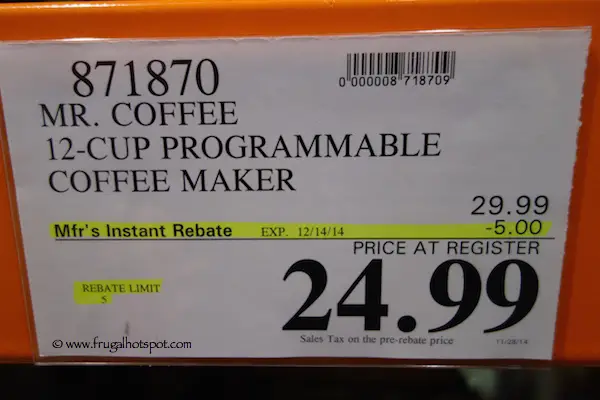 871870
0 000008 718709
MR. COFFEE
12-CUP PROGRAMMABLE
COFFEE MAKER
29.99
Mfr's Instant Rebate EXP. 12/14/14 -5.00
PRICE AT REGISTER
24.99
REBATE LIMIT
5
Sales Tax on the pre-rebate price 11/28/14
© www.frugalhotspot.com